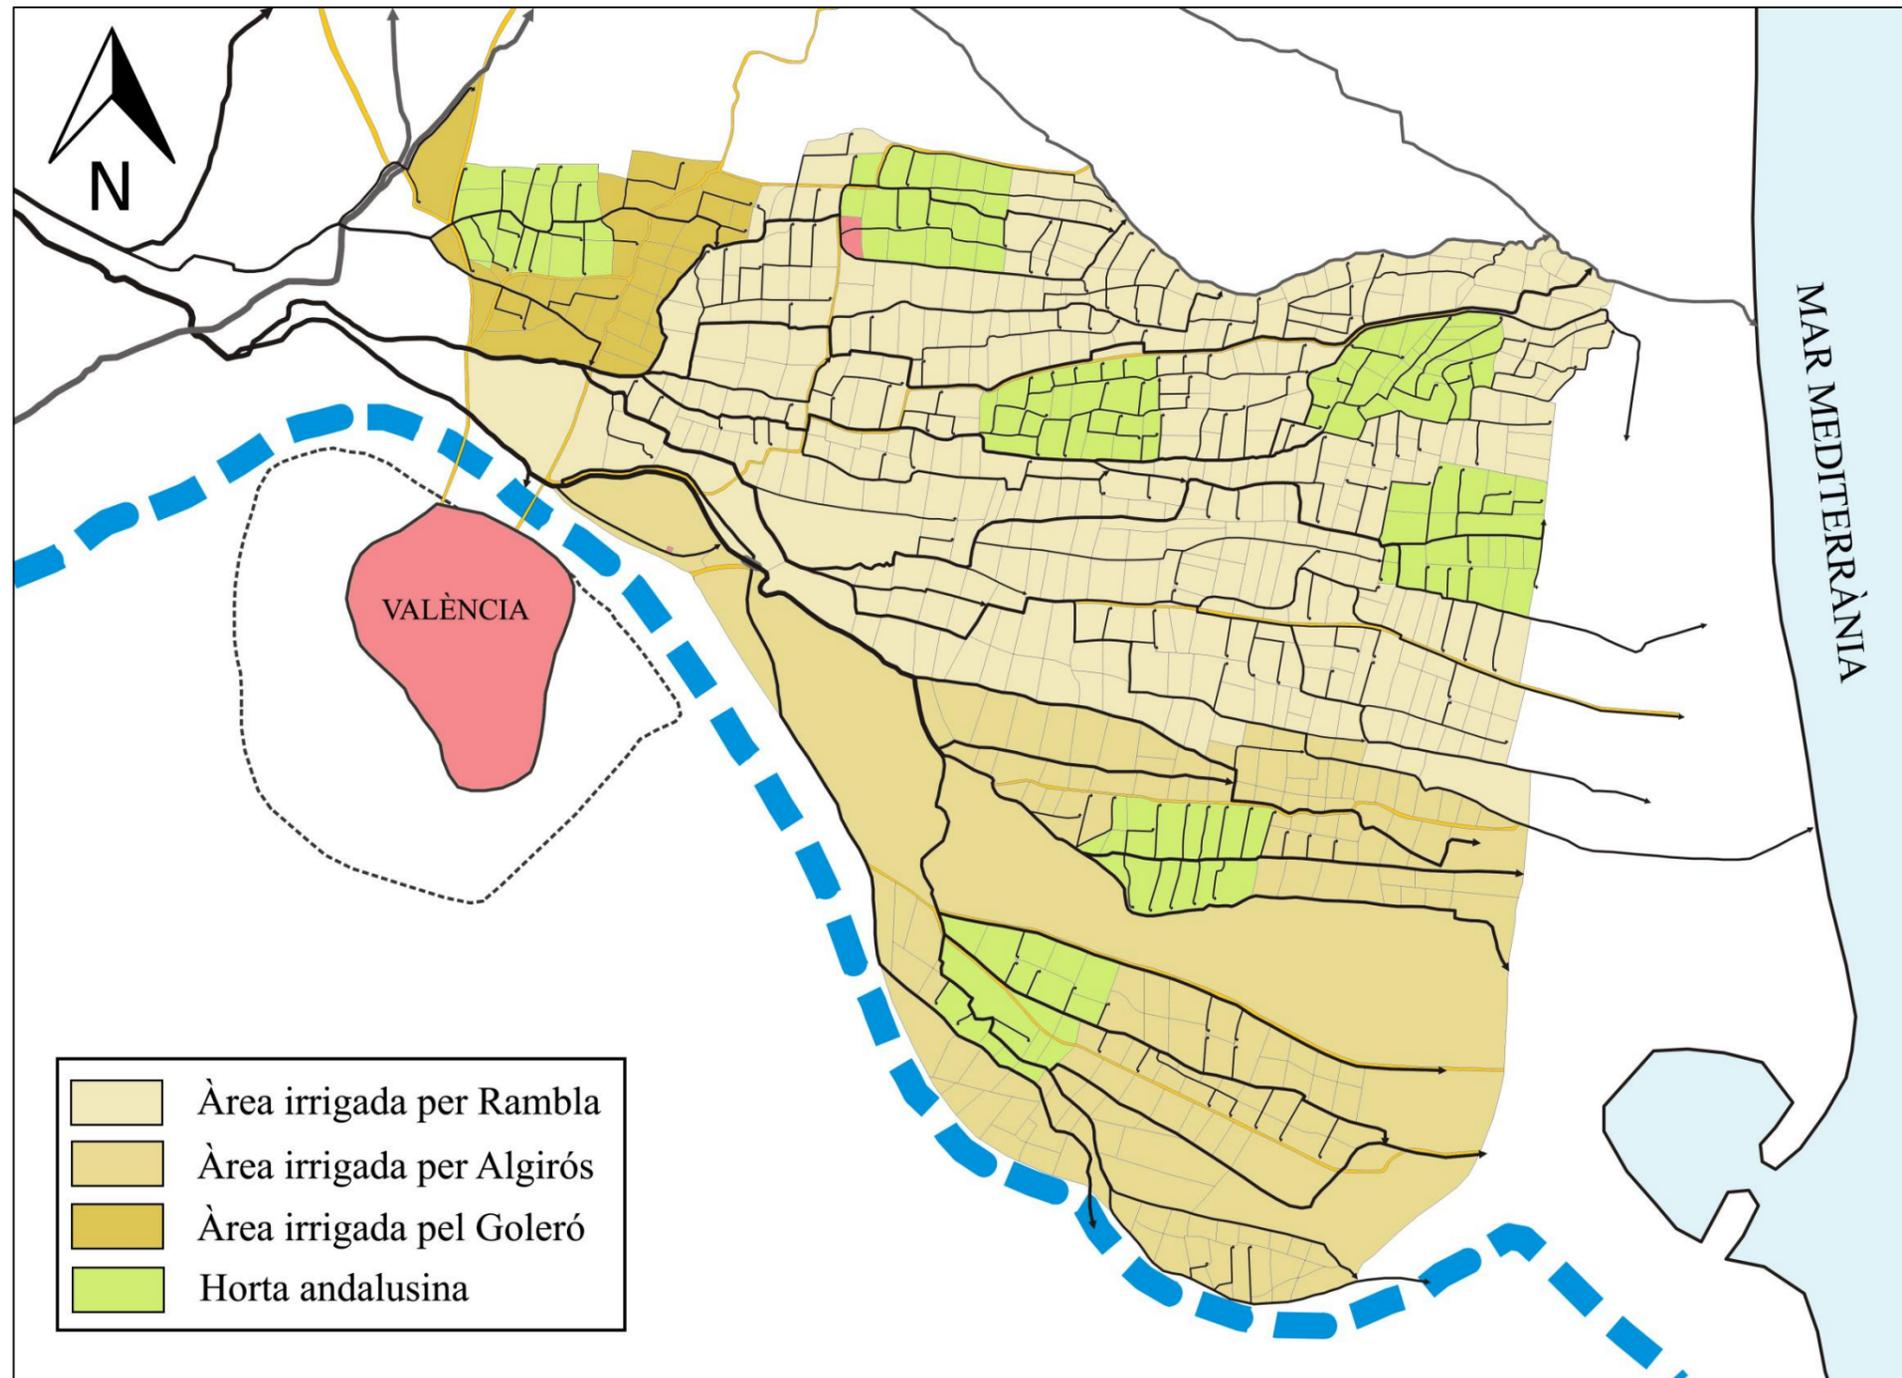 N
MAR MEDITERRÀNIA
VALÈNCIA
Àrea irrigada per Rambla
Àrea irrigada per Algirós
Àrea irrigada pel Goleró
Horta andalusina